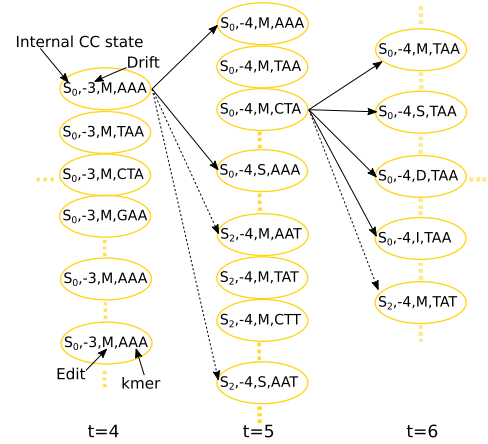 Internal CC state
Drift
S₀,-3,M,AAA
S₀,-3,M,TAA
S₀,-3,M,CTA
S₀,-3,M,GAA
S₀,-3,M,AAA
S₀,-3,M,AAA
Edit
kmer
t=4
S₀,-4,M,AAA
S₀,-4,M,TAA
S₀,-4,M,CTA
S₀,-4,S,AAA
S₂,-4,M,AAT
S₂,-4,M,TAT
S₂,-4,M,CTT
S₂,-4,S,AAT
t=5
S₀,-4,M,TAA
S₀,-4,S,TAA
S₀,-4,D,TAA
S₀,-4,I,TAA
S₂,-4,M,TAT
t=6